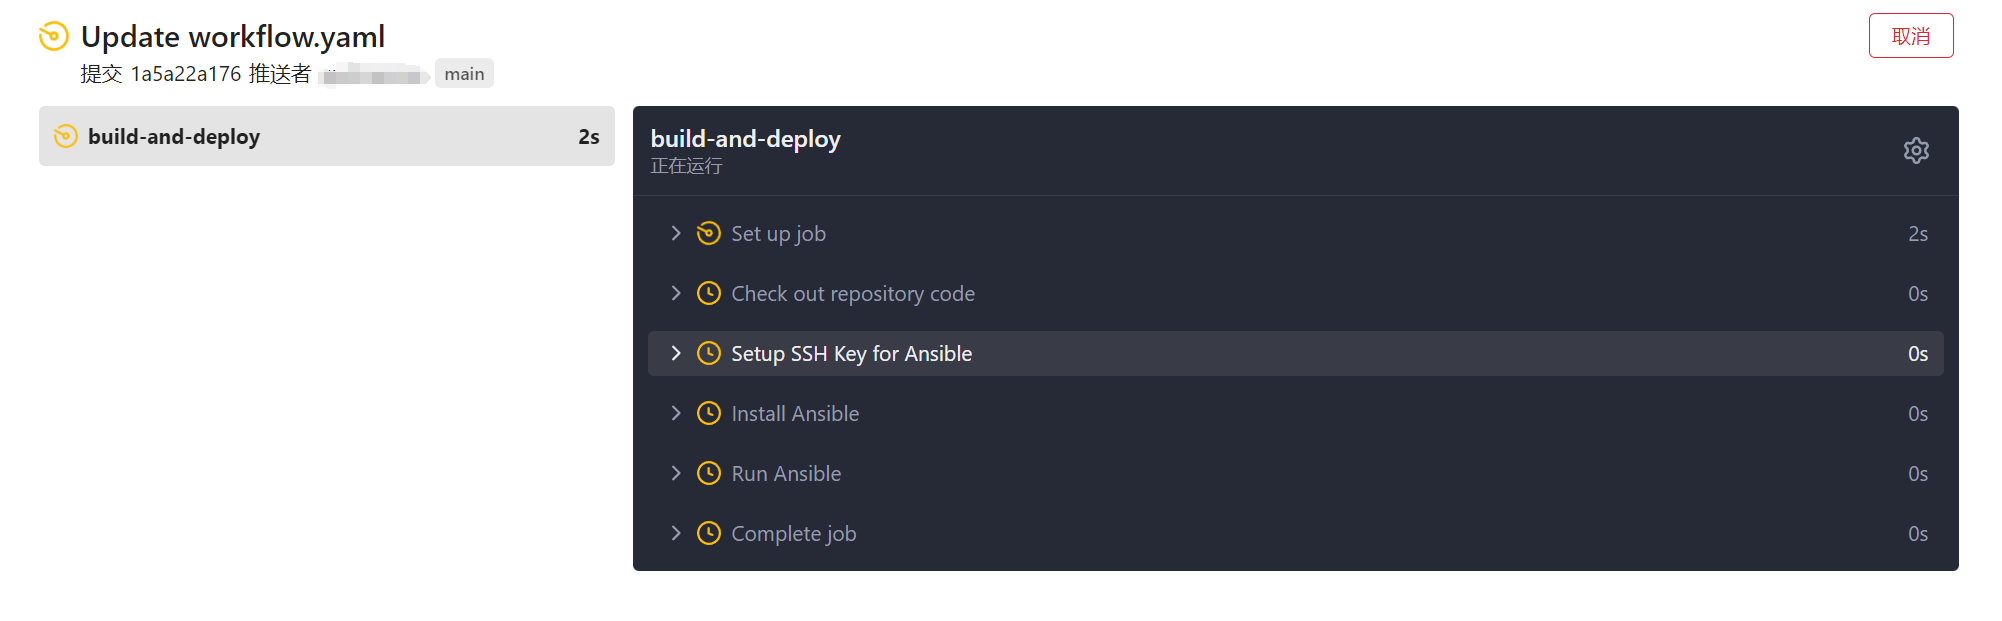 Update workflow.yaml
取消
提交 1a5a22a176 推送者 main
build-and-deploy 2s
build-and-deploy
正在运行
Set up job 2s
Check out repository code 0s
Setup SSH Key for Ansible 0s
Install Ansible 0s
Run Ansible 0s
Complete job 0s